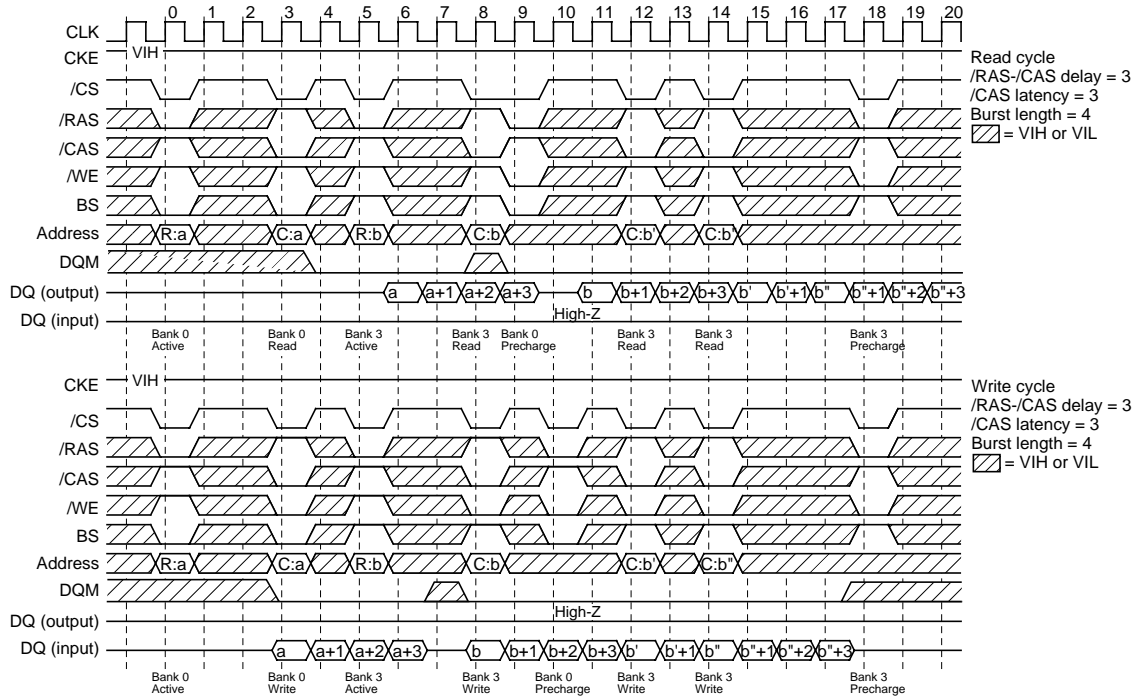 0 1 2 3 4 5 6 7 8 9 10 11 12 13 14 15 16 17 18 19 20
CLK
CKE VIH
/CS
/RAS
/CAS
/WE
BS
Address R:a C:a R:b C:b C:b' C:b"
DQM
DQ (output) a a+1 a+2 a+3 b b+1 b+2 b+3 b' b'+1 b" b"+1 b"+2 b"+3
High-Z
DQ (input)
Bank 0 Bank 0 Bank 3 Bank 3 Bank 0 Bank 3 Bank 3 Bank 3
Active Read Active Read Precharge Read Read Precharge
Read cycle
/RAS-/CAS delay = 3
/CAS latency = 3
Burst length = 4
= VIH or VIL
CKE VIH
/CS
/RAS
/CAS
/WE
BS
Address R:a C:a R:b C:b C:b' C:b"
DQM
High-Z
DQ (output)
DQ (input) a a+1 a+2 a+3 b b+1 b+2 b+3 b' b'+1 b" b"+1 b"+2 b"+3
Bank 0 Bank 0 Bank 3 Bank 3 Bank 0 Bank 3 Bank 3 Bank 3
Active Write Active Write Precharge Write Write Precharge
Write cycle
/RAS-/CAS delay = 3
/CAS latency = 3
Burst length = 4
= VIH or VIL